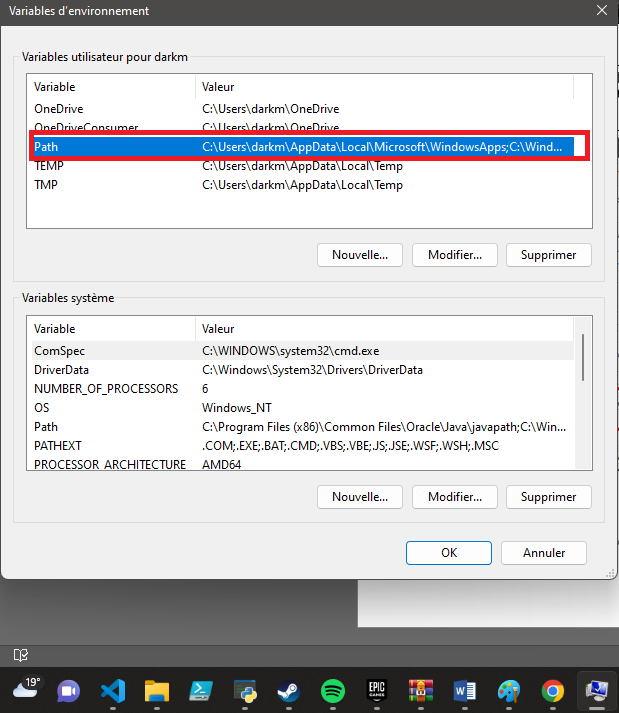 Variables d'environnement
Variables utilisateur pour darkm
Variable Valeur
OneDrive C:\Users\darkm\OneDrive
OneDriveConsumer C:\Users\darkm\OneDrive
Path C:\Users\darkm\AppData\Local\Microsoft\WindowsApps;C:\Wind...
TEMP C:\Users\darkm\AppData\Local\Temp
TMP C:\Users\darkm\AppData\Local\Temp
Nouvelle... Modifier... Supprimer
Variables système
Variable Valeur
ComSpec C:\WINDOWS\system32\cmd.exe
DriverData C:\Windows\System32\Drivers\DriverData
NUMBER_OF_PROCESSORS 6
OS Windows_NT
Path C:\Program Files (x86)\Common Files\Oracle\Java\javapath;C:\Win...
PATHEXT .COM;.EXE;.BAT;.CMD;.VBS;.VBE;.JS;.JSE;.WSF;.WSH;.MSC
PROCESSOR_ARCHITECTURE AMD64
Nouvelle... Modifier... Supprimer
OK Annuler
19°
EPIC
GAMES